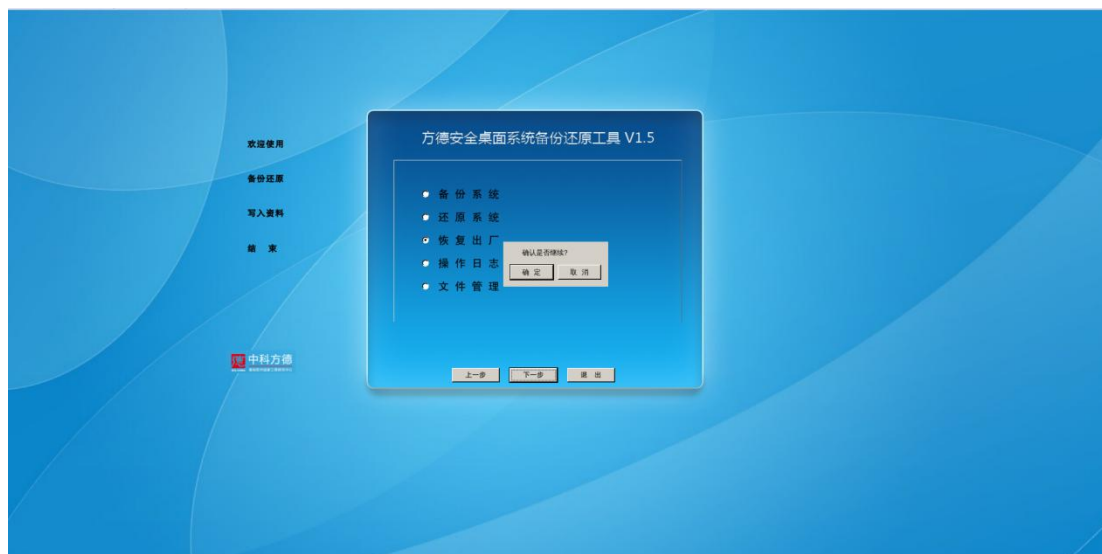 欢迎使用
备份还原
写入资料
结 束
中科方德
方德安全桌面系统备份还原工具 V1.5
备 份 系 统
还 原 系 统
恢 复 出 厂
操 作 日 志
文 件 管 理
确认是否继续?
确 定 取 消
上一步 下一步 退 出